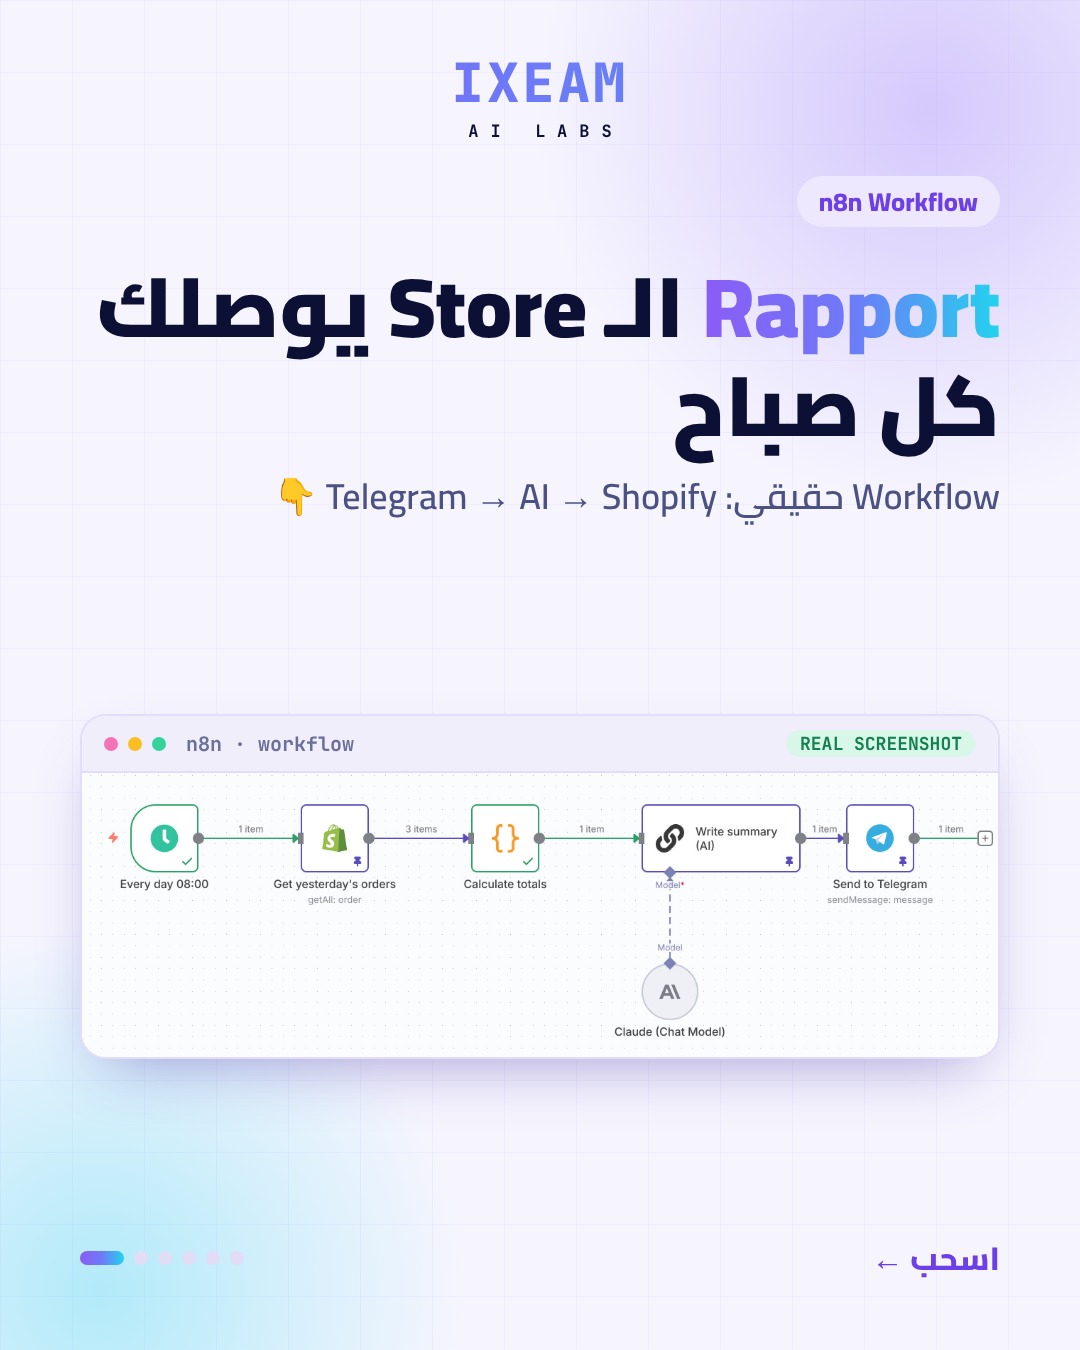 IXEAM
AI LABS
n8n Workflow
Rapport الـ Store يوصلك
كل صباح
Workflow حقيقي: Shopify → AI → Telegram 👇
n8n · workflow
REAL SCREENSHOT
1 item
3 items
1 item
Write summary (AI)
1 item
1 item
Every day 08:00
Get yesterday's orders
getAll: order
Calculate totals
Model*
Send to Telegram
sendMessage: message
Model
Claude (Chat Model)
اسحب ←